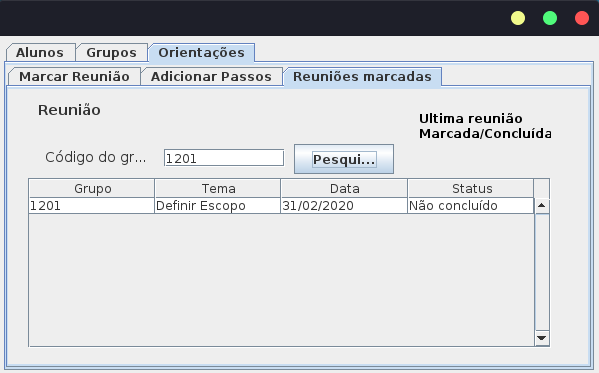 Alunos Grupos Orientações
Marcar Reunião Adicionar Passos Reuniões marcadas
Reunião
Ultima reunião
Marcada/Concluída
Código do gr... 1201 Pesqui...
Grupo Tema Data Status
1201 Definir Escopo 31/02/2020 Não concluído